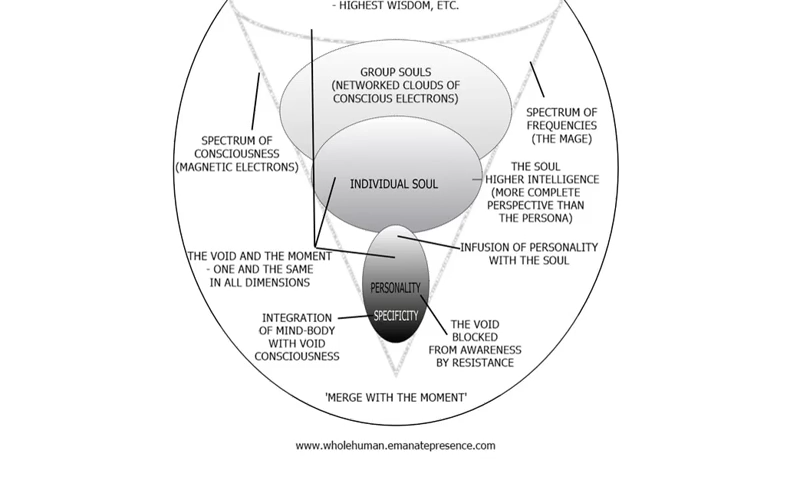 - HIGHEST WISDOM, ETC.
GROUP SOULS
(NETWORKED CLOUDS OF
CONSCIOUS ELECTRONS)
SPECTRUM OF
FREQUENCIES
(THE MAGE)
SPECTRUM OF
CONSCIOUSNESS
(MAGNETIC ELECTRONS)
THE SOUL
HIGHER INTELLIGENCE
(MORE COMPLETE
PERSPECTIVE THAN
THE PERSONA)
INDIVIDUAL SOUL
THE VOID AND THE MOMENT
- ONE AND THE SAME
IN ALL DIMENSIONS
INFUSION OF PERSONALITY
WITH THE SOUL
PERSONALITY
SPECIFICITY
INTEGRATION
OF MIND-BODY
WITH VOID
CONSCIOUSNESS
THE VOID
BLOCKED
FROM AWARENESS
BY RESISTANCE
'MERGE WITH THE MOMENT'
www.wholehuman.emanatepresence.com